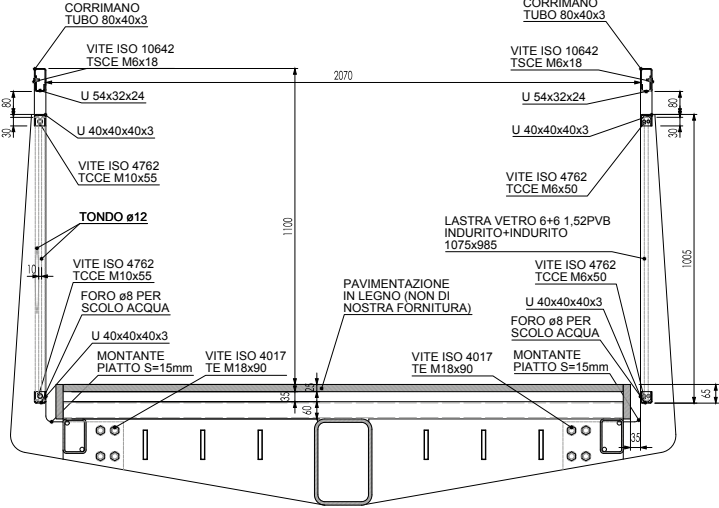 CORRIMANO
TUBO 80x40x3
CORRIMANO
TUBO 80x40x3
VITE ISO 10642
TSCE M6x18
VITE ISO 10642
TSCE M6x18
2070
U 54x32x24
U 54x32x24
80
80
30
30
U 40x40x40x3
U 40x40x40x3
VITE ISO 4762
TCCE M10x55
VITE ISO 4762
TCCE M6x50
TONDO ø12
1100
LASTRA VETRO 6+6 1,52PVB
INDURITO+INDURITO
1075x985
1005
10
VITE ISO 4762
TCCE M10x55
VITE ISO 4762
TCCE M6x50
FORO ø8 PER
SCOLO ACQUA
PAVIMENTAZIONE
IN LEGNO (NON DI
NOSTRA FORNITURA)
U 40x40x40x3
FORO ø8 PER
SCOLO ACQUA
U 40x40x40x3
MONTANTE
PIATTO S=15mm
VITE ISO 4017
TE M18x90
VITE ISO 4017
TE M18x90
MONTANTE
PIATTO S=15mm
25
35
60
65
35